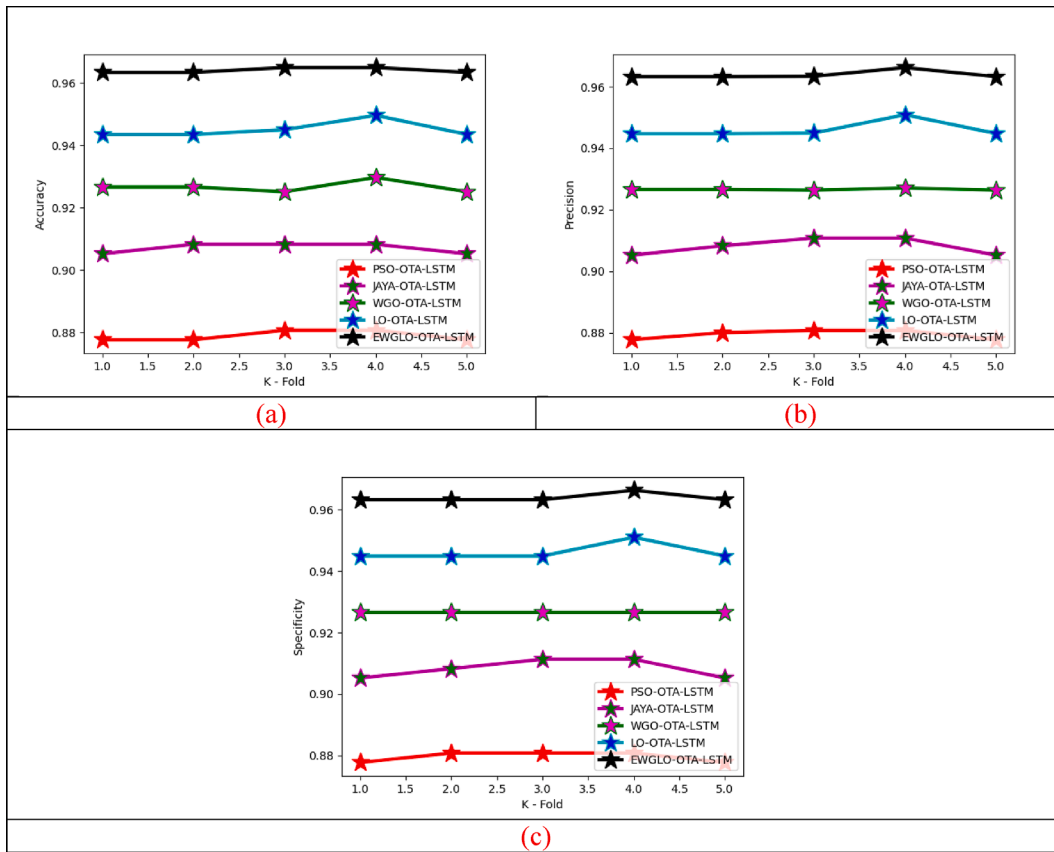 0.96
0.94
0.92
0.90
0.88
Accuracy
PSO-OTA-LSTM
JAYA-OTA-LSTM
WGO-OTA-LSTM
LO-OTA-LSTM
EWGLO-OTA-LSTM
1.0 1.5 2.0 2.5 3.0 3.5 4.0 4.5 5.0
K - Fold
0.96
0.94
0.92
0.90
0.88
Precision
PSO-OTA-LSTM
JAYA-OTA-LSTM
WGO-OTA-LSTM
LO-OTA-LSTM
EWGLO-OTA-LSTM
1.0 1.5 2.0 2.5 3.0 3.5 4.0 4.5 5.0
K - Fold
(a)
(b)
0.96
0.94
0.92
0.90
0.88
Specificity
PSO-OTA-LSTM
JAYA-OTA-LSTM
WGO-OTA-LSTM
LO-OTA-LSTM
EWGLO-OTA-LSTM
1.0 1.5 2.0 2.5 3.0 3.5 4.0 4.5 5.0
K - Fold
(c)